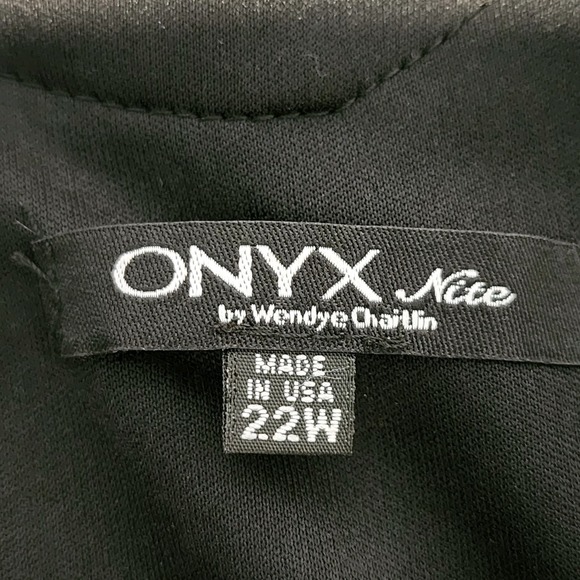 ONYX Nite
by Wendye Chaitlin
MADE
IN USA
22W